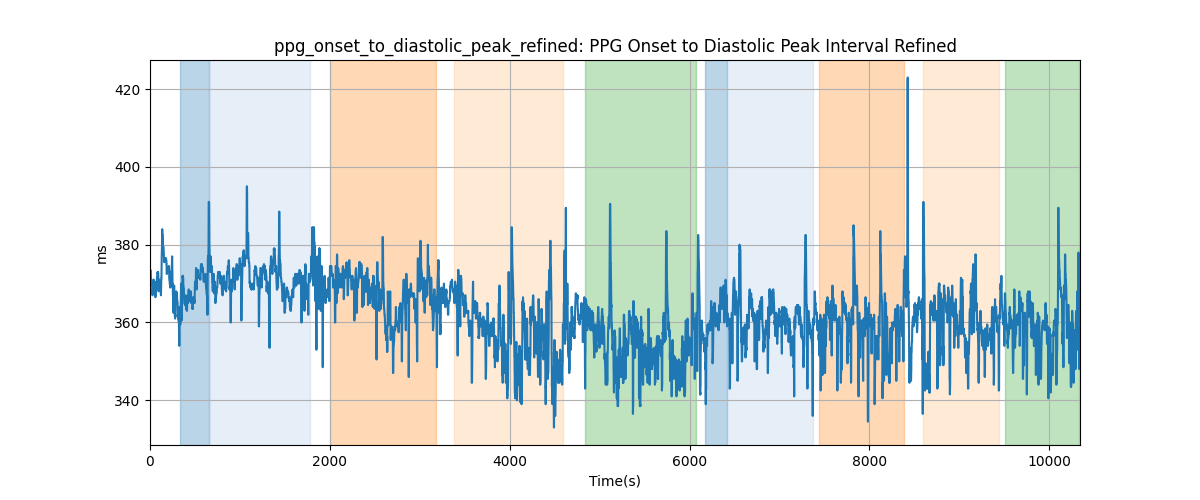 ppg_onset_to_diastolic_peak_refined: PPG Onset to Diastolic Peak Interval Refined
420
400
380
360
340
ms
0 2000 4000 6000 8000 10000
Time(s)